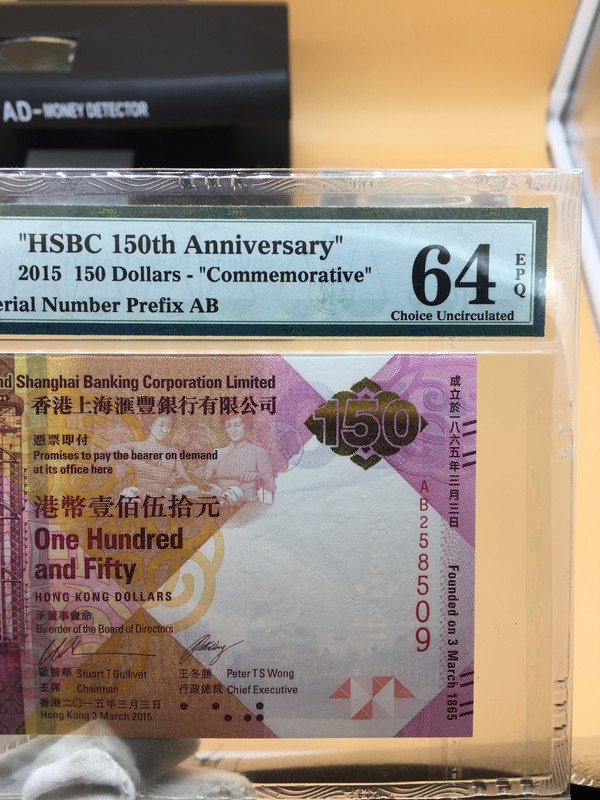 AD-MONEY DETECTOR
"HSBC 150th Anniversary"
2015 150 Dollars - "Commemorative"
erial Number Prefix AB
64
EPQ
Choice Uncirculated
nd Shanghai Banking Corporation Limited
香港上海滙豐銀行有限公司
憑票即付
Promises to pay the bearer on demand
at its office here
港幣壹佰伍拾元
One Hundred
and Fifty
HONG KONG DOLLARS
承董事會命
By order of the Board of Directors
歐智華 Stuart T Gulliver
主席 Chairman
王冬勝 Peter T S Wong
行政總裁 Chief Executive
香港二〇一五年三月三日
Hong Kong 3 March 2015
150
AB258509
成立於一八六五年三月三日
Founded on 3 March 1865